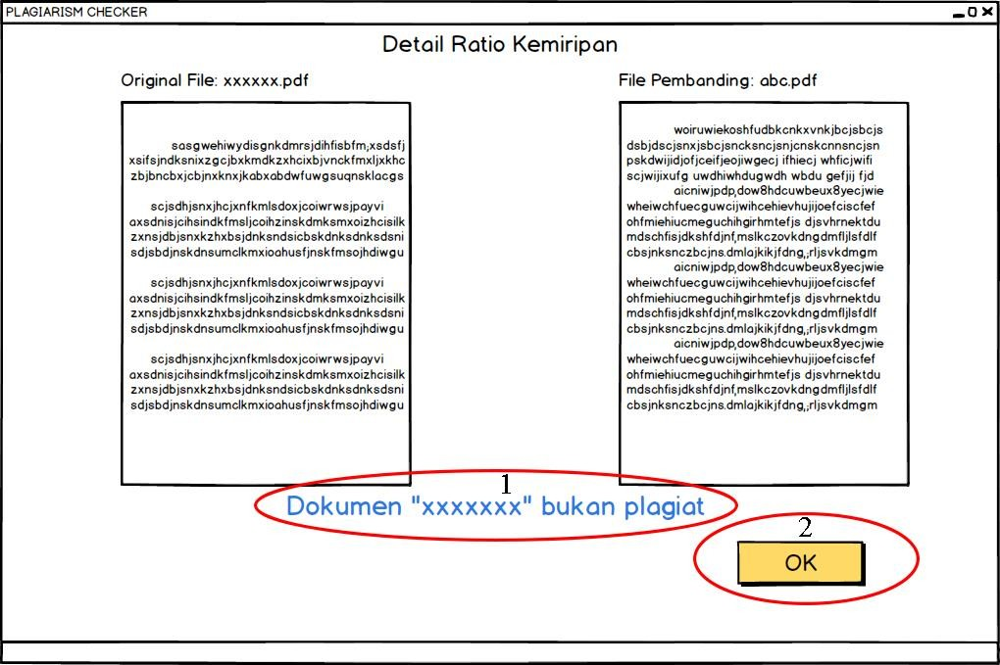 PLAGIARISM CHECKER
Detail Ratio Kemiripan
Original File: xxxxxx.pdf
sasgwehiwydisgnkdmrsjdihfisbfm;xsdsfj
xsifsjndksnixzgcjbxkmdkzxhcixbjvnckfmxljxkhc
zbjbncbxjcbjnxknxjkabxabdwfuwgsuqnsklacgs
scjsdhjsnxjhcjxnfkmlsdoxjcoiwrwsjpayvi
axsdnisjcihsindkfmsljcoihzinskdmksmxoizhcisilk
zxnsjdbjsnxkzhxbsjdnksndsicbskdnksdnksdsni
sdjsbdjnskdnsumclkmxioahusfjnskfmsojhdiwgu
scjsdhjsnxjhcjxnfkmlsdoxjcoiwrwsjpayvi
axsdnisjcihsindkfmsljcoihzinskdmksmxoizhcisilk
zxnsjdbjsnxkzhxbsjdnksndsicbskdnksdnksdsni
sdjsbdjnskdnsumclkmxioahusfjnskfmsojhdiwgu
scjsdhjsnxjhcjxnfkmlsdoxjcoiwrwsjpayvi
axsdnisjcihsindkfmsljcoihzinskdmksmxoizhcisilk
zxnsjdbjsnxkzhxbsjdnksndsicbskdnksdnksdsni
sdjsbdjnskdnsumclkmxioahusfjnskfmsojhdiwgu
File Pembanding: abc.pdf
woiruwiekoshfudbkcnkxvnkjbcjsbcjs
dsbjdscjsnxjsbcjsncksncjsnjcnskcnnsncjsn
pskdwijidjofjceifjeojiwgecj ifhiecj whficjwifi
scjwijixufg uwdhiwhdugwdh wbdu gefjij fjd
aicniwjpdp,dow8hdcuwbeux8yecjwie
wheiwchfuecguwcijwihcehievhujijoefciscfef
ohfmiehiucmeguchihgirhmtefjs djsvhrnektdu
mdschfisjdkshfdjnf,mslkczovkdngdmfljlsfdlf
cbsjnksnczbcjns.dmlajkikjfdng,;rljsvkdmgm
aicniwjpdp,dow8hdcuwbeux8yecjwie
wheiwchfuecguwcijwihcehievhujijoefciscfef
ohfmiehiucmeguchihgirhmtefjs djsvhrnektdu
mdschfisjdkshfdjnf,mslkczovkdngdmfljlsfdlf
cbsjnksnczbcjns.dmlajkikjfdng,;rljsvkdmgm
aicniwjpdp,dow8hdcuwbeux8yecjwie
wheiwchfuecguwcijwihcehievhujijoefciscfef
ohfmiehiucmeguchihgirhmtefjs djsvhrnektdu
mdschfisjdkshfdjnf,mslkczovkdngdmfljlsfdlf
cbsjnksnczbcjns.dmlajkikjfdng,;rljsvkdmgm
1
Dokumen "xxxxxxx" bukan plagiat
2
OK